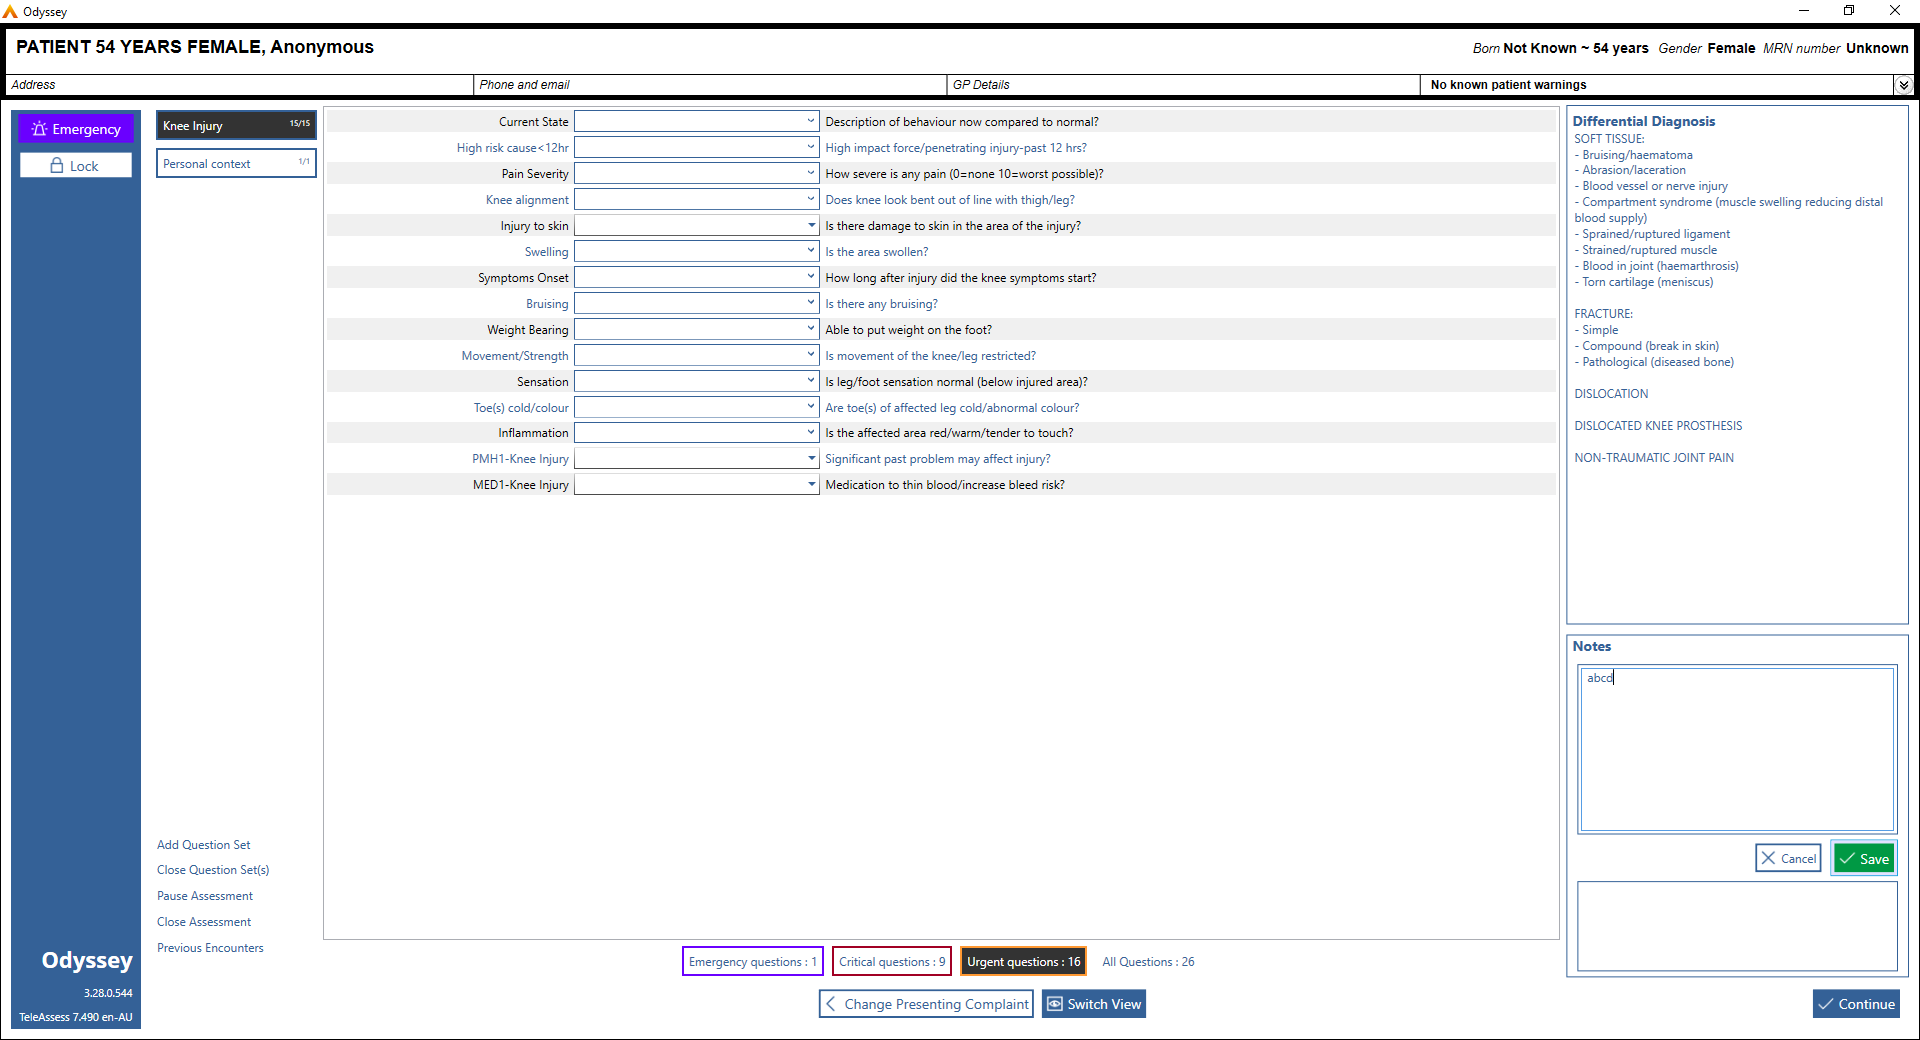 Odyssey
PATIENT 54 YEARS FEMALE, Anonymous
Born Not Known ~ 54 years Gender Female MRN number Unknown
Address
Phone and email
GP Details
No known patient warnings
Emergency
Lock
Knee Injury 15/15
Personal context 1/1
Current State Description of behaviour now compared to normal?
High risk cause<12hr High impact force/penetrating injury-past 12 hrs?
Pain Severity How severe is any pain (0=none 10=worst possible)?
Knee alignment Does knee look bent out of line with thigh/leg?
Injury to skin Is there damage to skin in the area of the injury?
Swelling Is the area swollen?
Symptoms Onset How long after injury did the knee symptoms start?
Bruising Is there any bruising?
Weight Bearing Able to put weight on the foot?
Movement/Strength Is movement of the knee/leg restricted?
Sensation Is leg/foot sensation normal (below injured area)?
Toe(s) cold/colour Are toe(s) of affected leg cold/abnormal colour?
Inflammation Is the affected area red/warm/tender to touch?
PMH1-Knee Injury Significant past problem may affect injury?
MED1-Knee Injury Medication to thin blood/increase bleed risk?
Differential Diagnosis
SOFT TISSUE:
- Bruising/haematoma
- Abrasion/laceration
- Blood vessel or nerve injury
- Compartment syndrome (muscle swelling reducing distal
blood supply)
- Sprained/ruptured ligament
- Strained/ruptured muscle
- Blood in joint (haemarthrosis)
- Torn cartilage (meniscus)
FRACTURE:
- Simple
- Compound (break in skin)
- Pathological (diseased bone)
DISLOCATION
DISLOCATED KNEE PROSTHESIS
NON-TRAUMATIC JOINT PAIN
Notes
abcd
Cancel
Save
Add Question Set
Close Question Set(s)
Pause Assessment
Close Assessment
Previous Encounters
Odyssey
3.28.0.544
TeleAssess 7.490 en-AU
Emergency questions : 1
Critical questions : 9
Urgent questions : 16
All Questions : 26
Change Presenting Complaint
Switch View
Continue